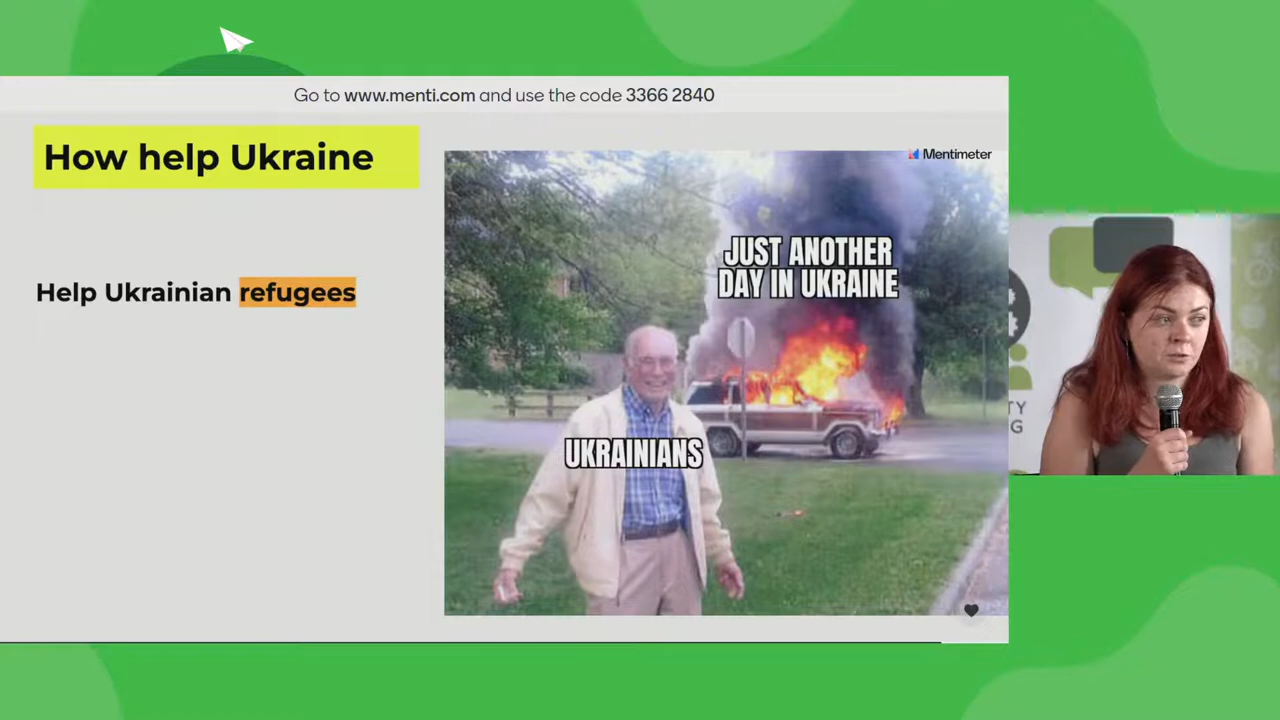 Go to www.menti.com and use the code 3366 2840
How help Ukraine
Mentimeter
Help Ukrainian refugees
JUST ANOTHER
DAY IN UKRAINE
UKRAINIANS
TY
G